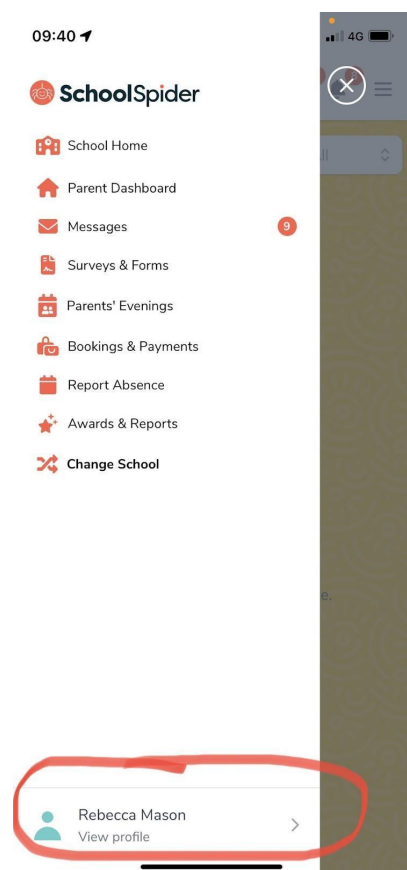 09:40
4G
SchoolSpider
School Home
Parent Dashboard
Messages
9
Surveys & Forms
Parents' Evenings
Bookings & Payments
Report Absence
Awards & Reports
Change School
e.
Rebecca Mason
View profile